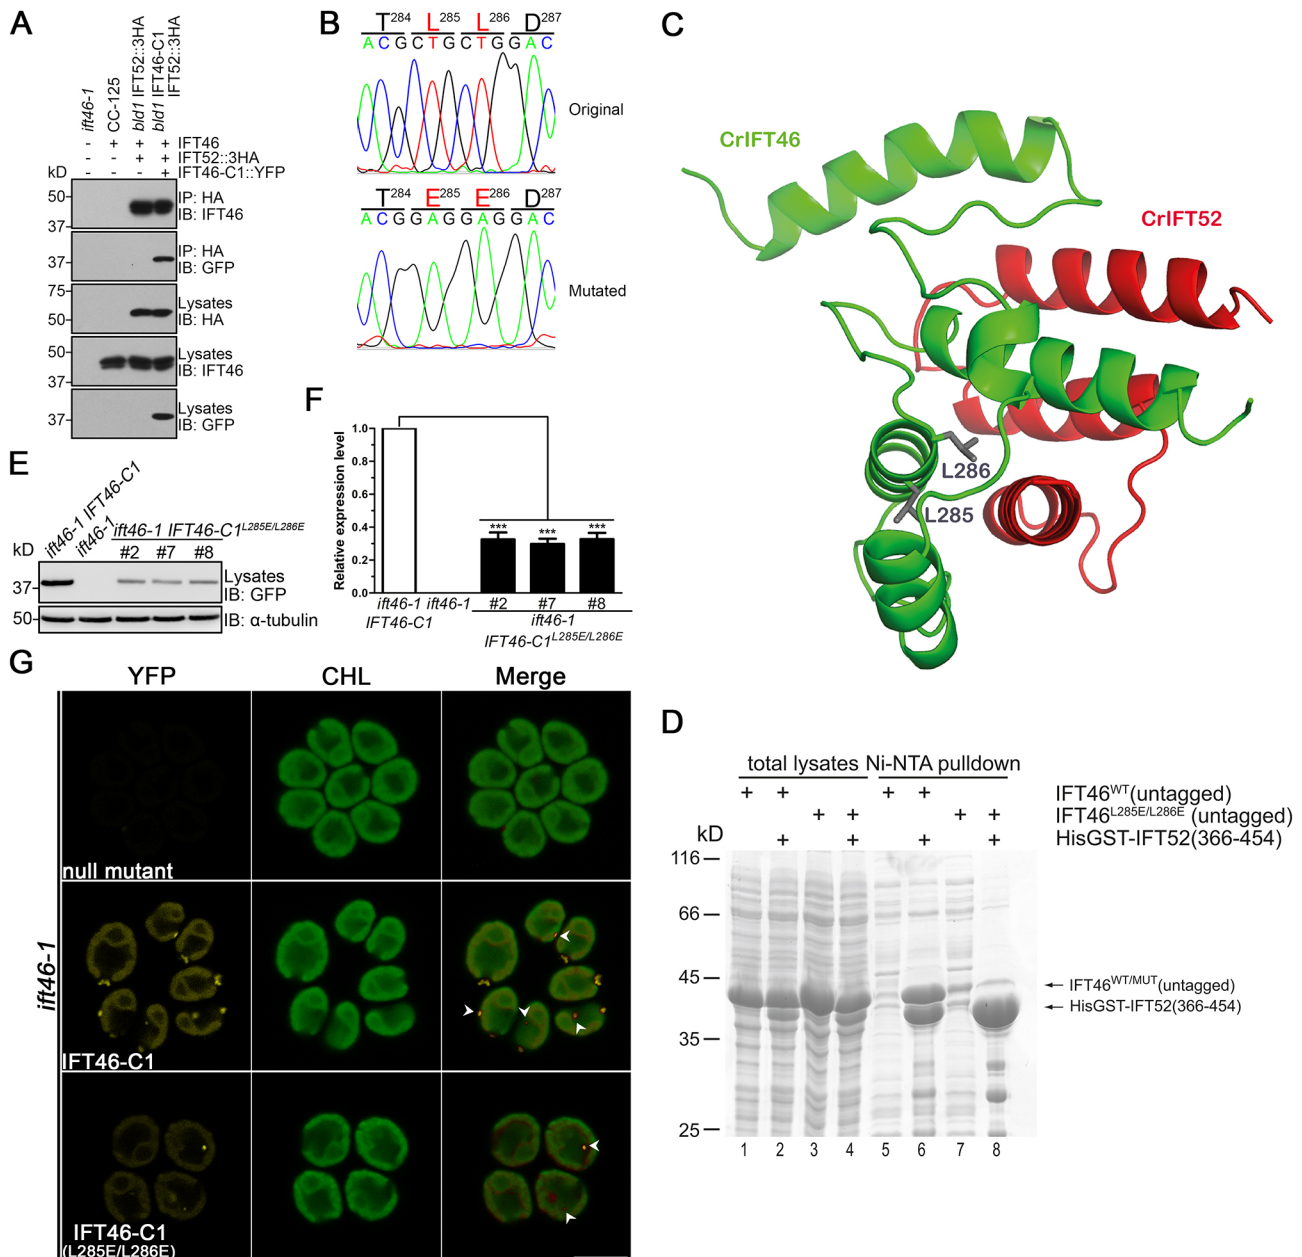 A
ift46-1
CC-125
bld1 IFT52::3HA
bld1 IFT46-C1
IFT52::3HA
- + + + IFT46
- - + + IFT52::3HA
- - - + IFT46-C1::YFP
kD
50
37
IP: HA
IB: IFT46
37
IP: HA
IB: GFP
75
50
Lysates
IB: HA
50
37
Lysates
IB: IFT46
37
Lysates
IB: GFP
B
T284 L285 L286 D287
A C G C T G C T G G A C
Original
T284 E285 E286 D287
A C G G A G G A G G A C
Mutated
C
CrIFT46
CrIFT52
L286
L285
D
total lysates Ni-NTA pulldown
+ + + + IFT46WT(untagged)
+ + + + IFT46L285E/L286E (untagged)
+ + + + HisGST-IFT52(366-454)
kD
116
66
45
35
25
IFT46WT/MUT(untagged)
HisGST-IFT52(366-454)
1 2 3 4 5 6 7 8
E
ift46-1 IFT46-C1
ift46-1
ift46-1 IFT46-C1L285E/L286E
kD
#2 #7 #8
37
Lysates
IB: GFP
50
IB: α-tubulin
F
Relative expression level
1.0
0.8
0.6
0.4
0.2
0.0
*** *** ***
ift46-1
IFT46-C1
ift46-1
#2 #7 #8
ift46-1
IFT46-C1L285E/L286E
G
YFP CHL Merge
ift46-1
null mutant
IFT46-C1
IFT46-C1
(L285E/L286E)